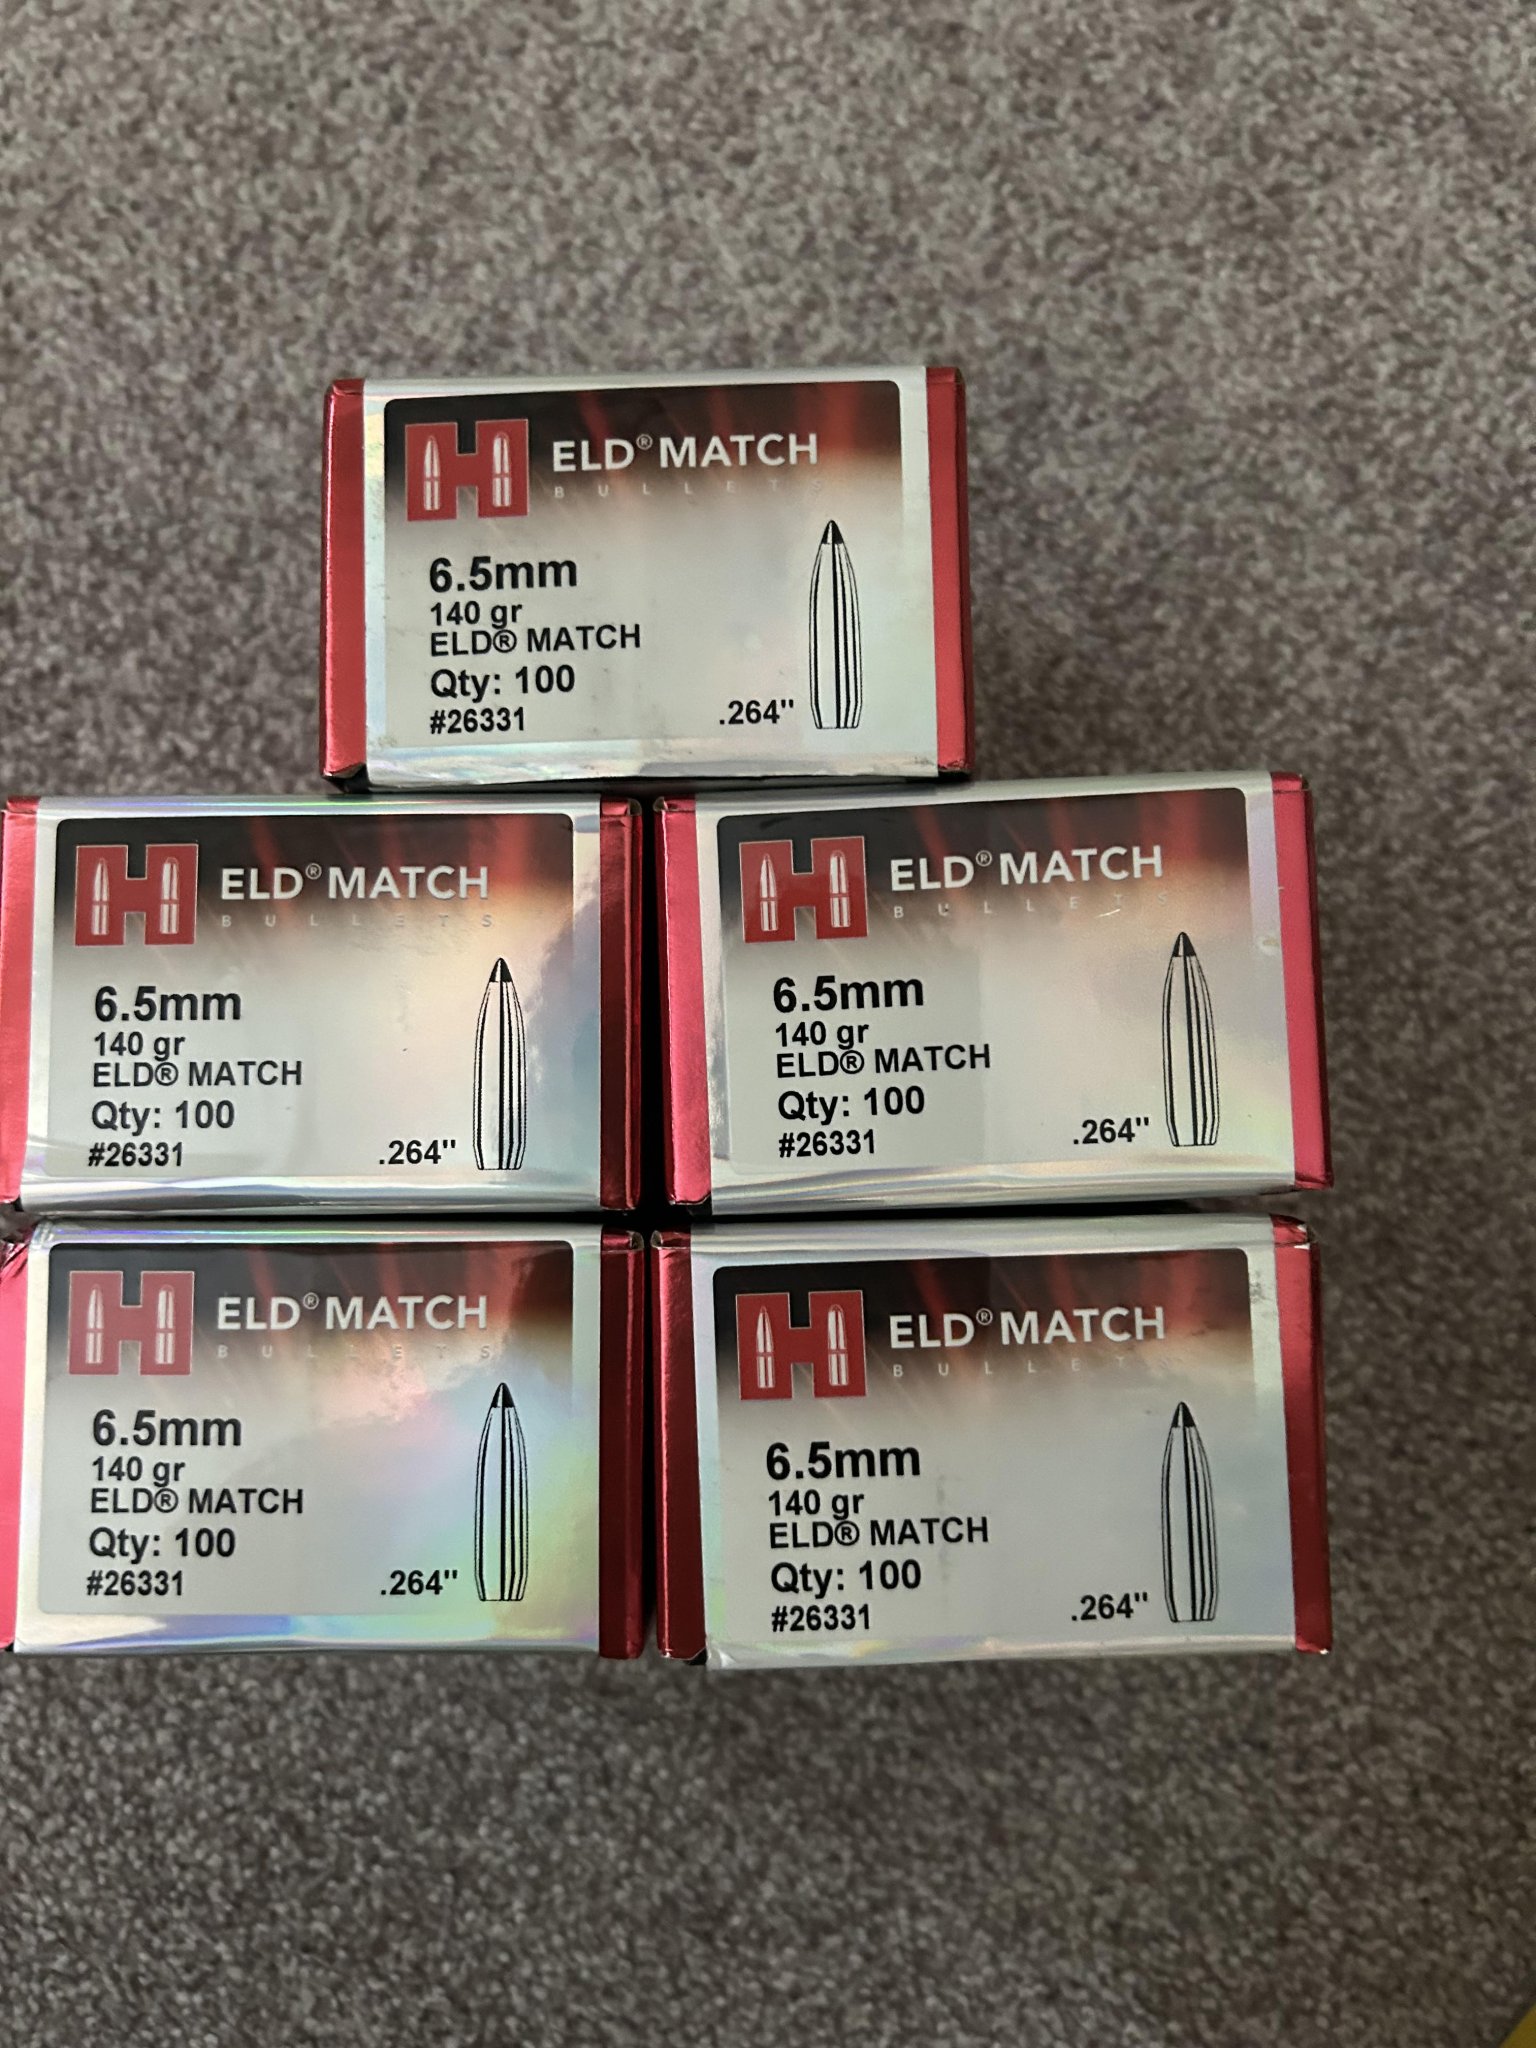 ELD® MATCH
BULLETS
6.5mm
140 gr
ELD® MATCH
Qty: 100
#26331
.264"
ELD® MATCH
BULLETS
6.5mm
140 gr
ELD® MATCH
Qty: 100
#26331
.264"
ELD® MATCH
BULLETS
6.5mm
140 gr
ELD® MATCH
Qty: 100
#26331
.264"
ELD® MATCH
BULLETS
6.5mm
140 gr
ELD® MATCH
Qty: 100
#26331
.264"
ELD® MATCH
BULLETS
6.5mm
140 gr
ELD® MATCH
Qty: 100
#26331
.264"